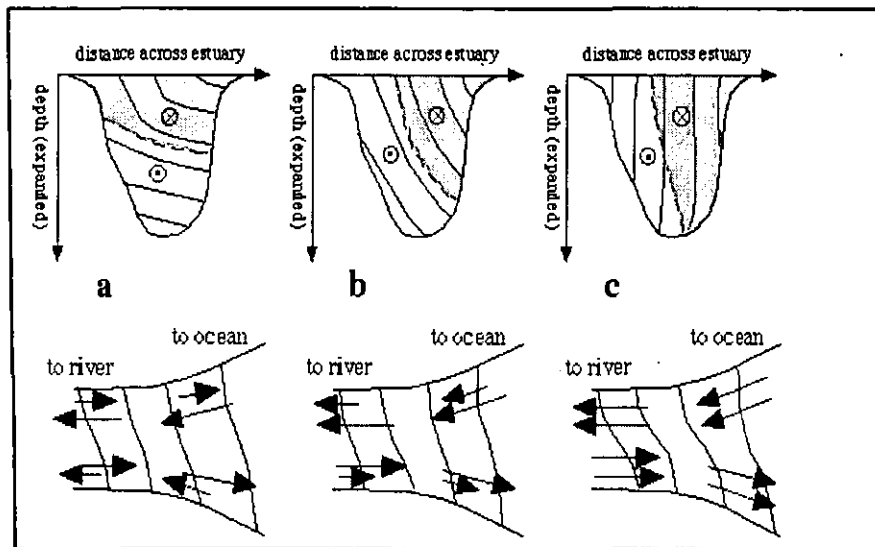 distance across estuary
distance across estuary
distance across estuary
depth (expanded)
depth (expanded)
depth (expanded)
a
b
c
to ocean
to ocean
to ocean
to river
to river
to river